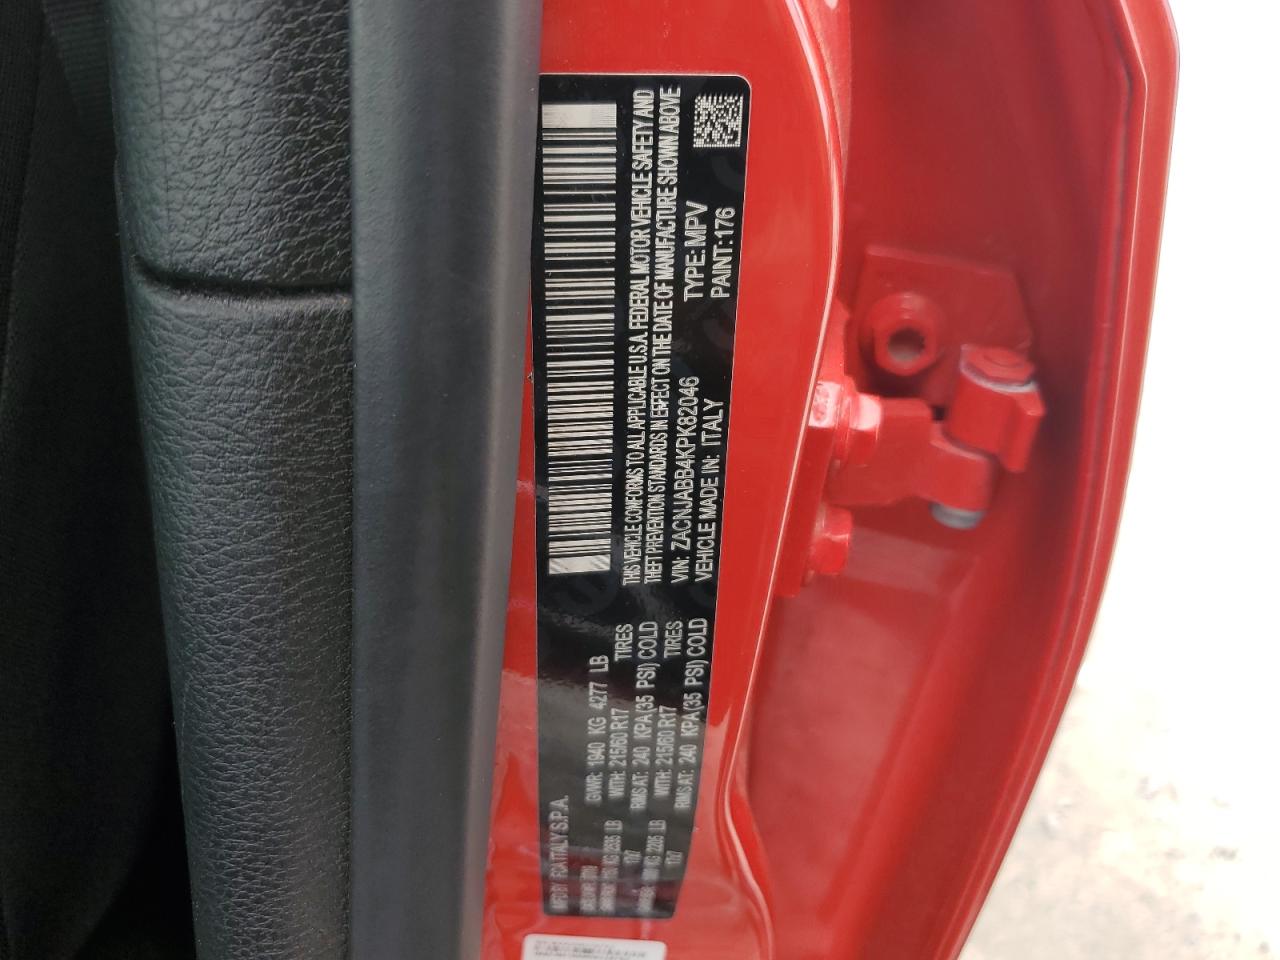 MFD BY FCA ITALY S.P.A.
GVWR: 1940 KG 4277 LB
LB WITH: 215/60 R17 TIRES
RIMS AT: 240 KPA (35 PSI) COLD
LB WITH: 215/60 R17 TIRES
RIMS AT: 240 KPA (35 PSI) COLD
THIS VEHICLE CONFORMS TO ALL APPLICABLE U.S.A. FEDERAL MOTOR VEHICLE SAFETY AND
THEFT PREVENTION STANDARDS IN EFFECT ON THE DATE OF MANUFACTURE SHOWN ABOVE
VIN: ZACNJABB4KPK82046 TYPE: MPV
VEHICLE MADE IN: ITALY PAINT: 176